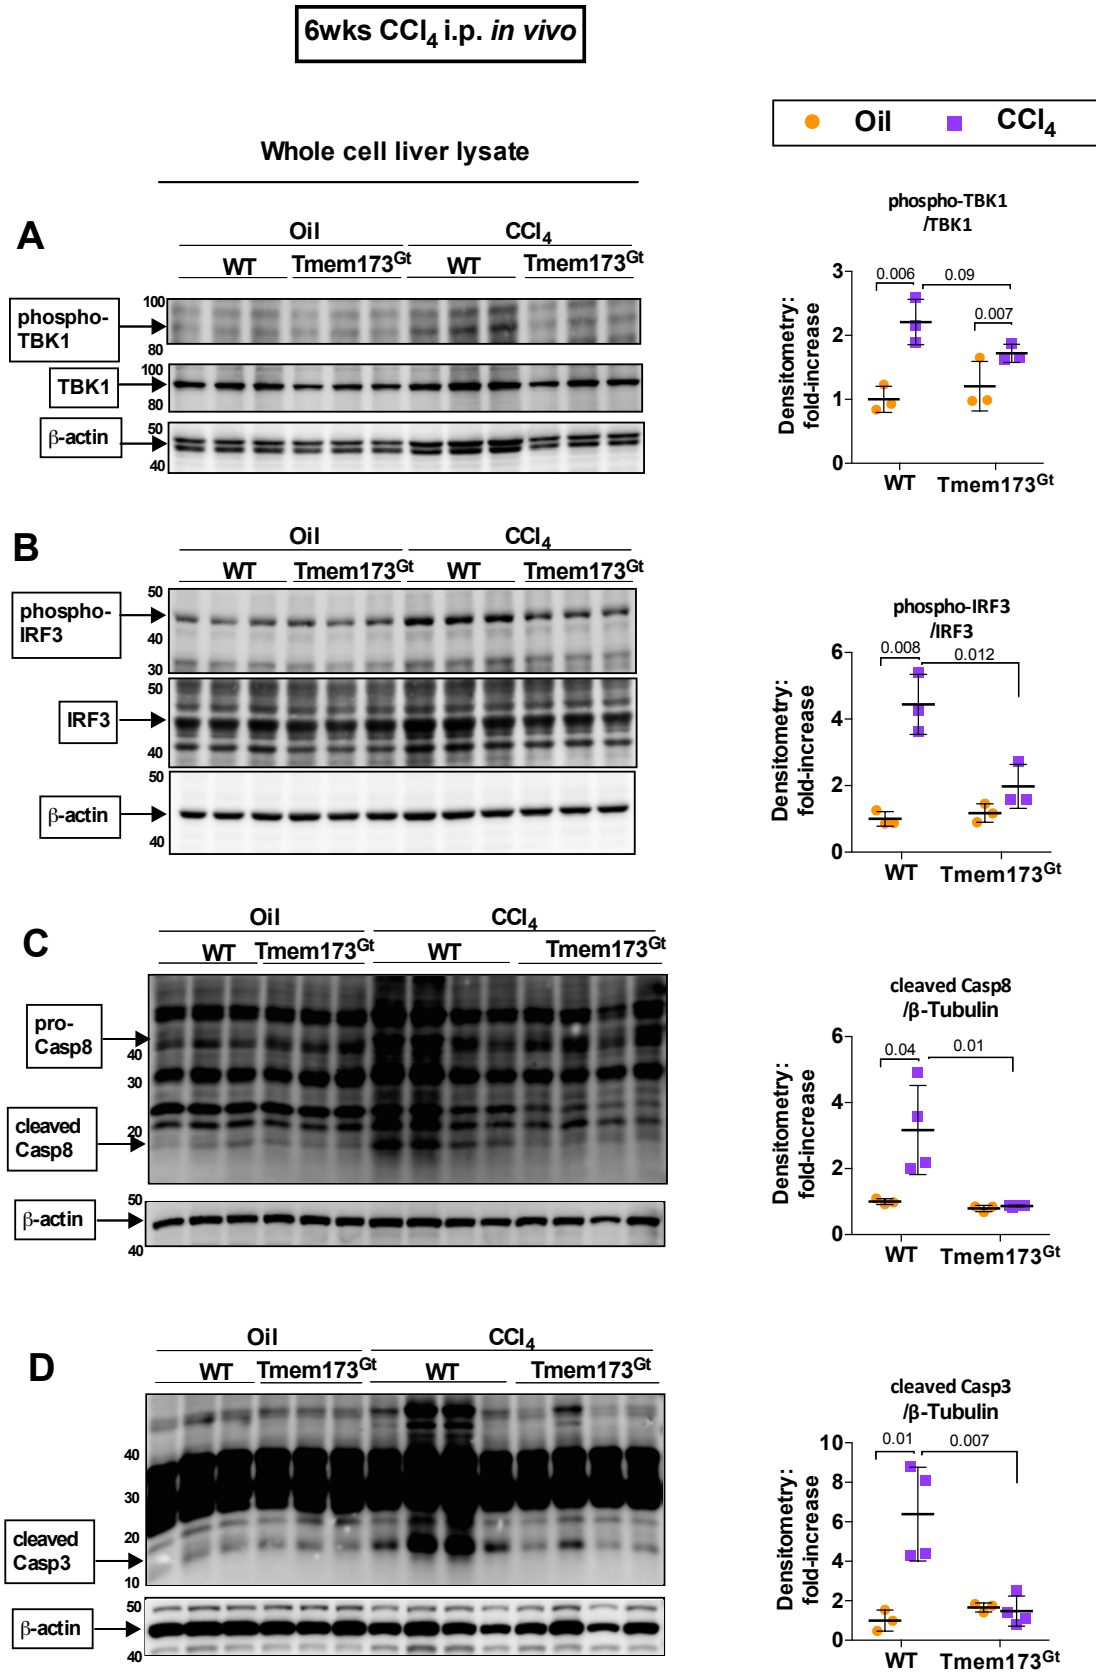 6wks CCl4 i.p. in vivo
Oil CCl4
Whole cell liver lysate
A
Oil CCl4
WT Tmem173Gt WT Tmem173Gt
phospho-
TBK1
100
80
TBK1
100
80
β-actin
50
40
phospho-TBK1
/TBK1
Densitometry:
fold-increase
3
2
1
0
0.006
0.09
0.007
WT Tmem173Gt
B
Oil CCl4
WT Tmem173Gt WT Tmem173Gt
phospho-
IRF3
50
40
30
IRF3
50
40
β-actin
50
40
phospho-IRF3
/IRF3
Densitometry:
fold-increase
6
4
2
0
0.008
0.012
WT Tmem173Gt
C
Oil CCl4
WT Tmem173Gt WT Tmem173Gt
pro-
Casp8
40
30
20
cleaved
Casp8
β-actin
50
40
cleaved Casp8
/β-Tubulin
Densitometry:
fold-increase
6
4
2
0
0.04
0.01
WT Tmem173Gt
D
Oil CCl4
WT Tmem173Gt WT Tmem173Gt
40
30
20
10
cleaved
Casp3
β-actin
50
40
cleaved Casp3
/β-Tubulin
Densitometry:
fold-increase
10
8
6
4
2
0
0.01
0.007
WT Tmem173Gt